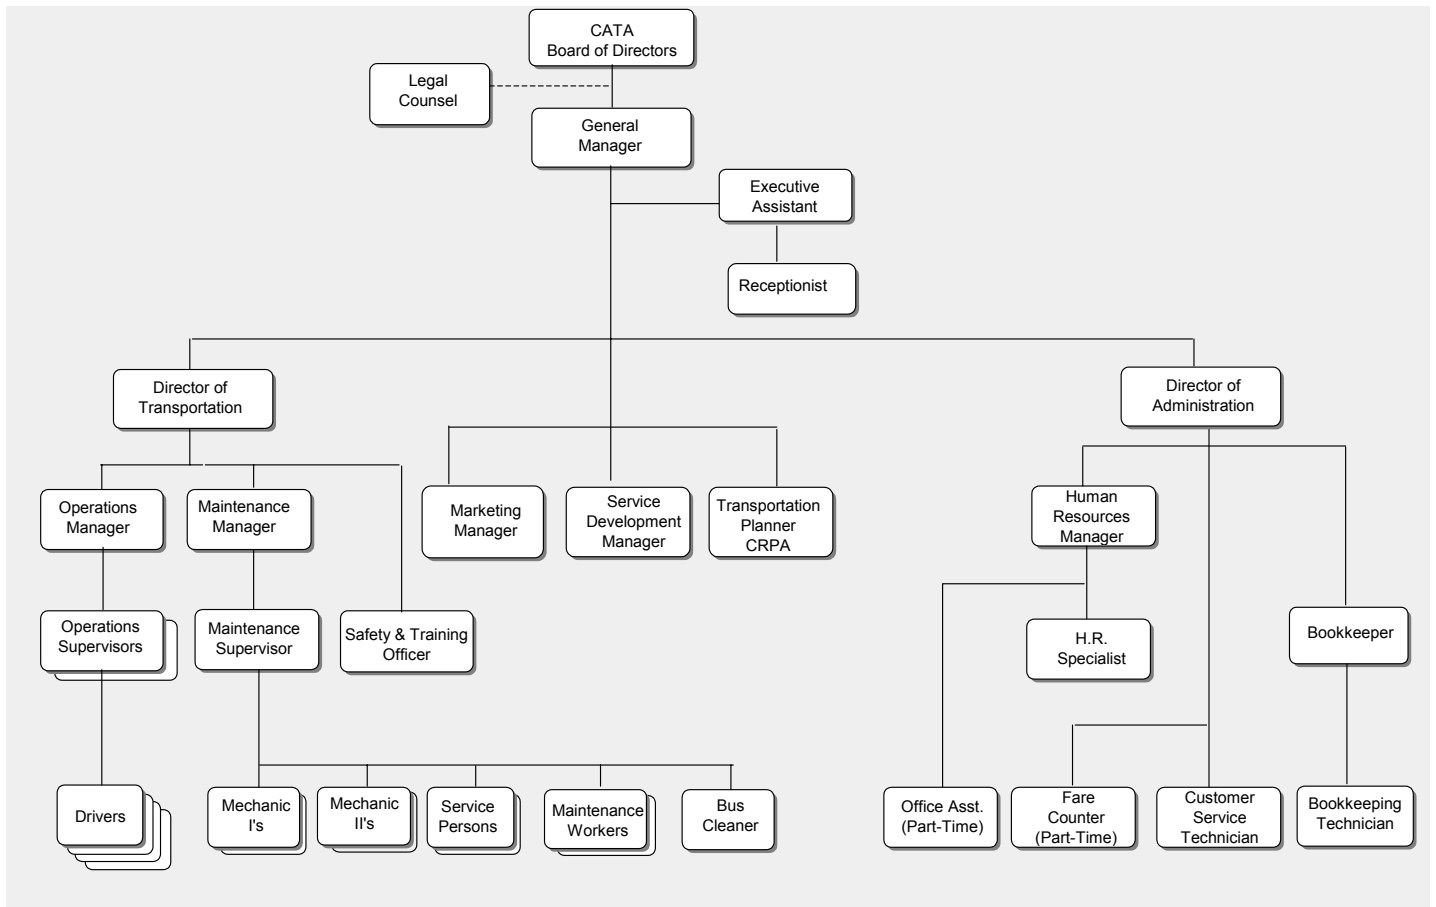 CATA
Board of Directors
Legal
Counsel
General
Manager
Executive
Assistant
Receptionist
Director of
Transportation
Director of
Administration
Operations
Manager
Maintenance
Manager
Marketing
Manager
Service
Development
Manager
Transportation
Planner
CRPA
Human
Resources
Manager
Operations
Supervisors
Maintenance
Supervisor
Safety & Training
Officer
H.R.
Specialist
Bookkeeper
Drivers
Mechanic
I's
Mechanic
II's
Service
Persons
Maintenance
Workers
Bus
Cleaner
Office Asst.
(Part-Time)
Fare
Counter
(Part-Time)
Customer
Service
Technician
Bookkeeping
Technician